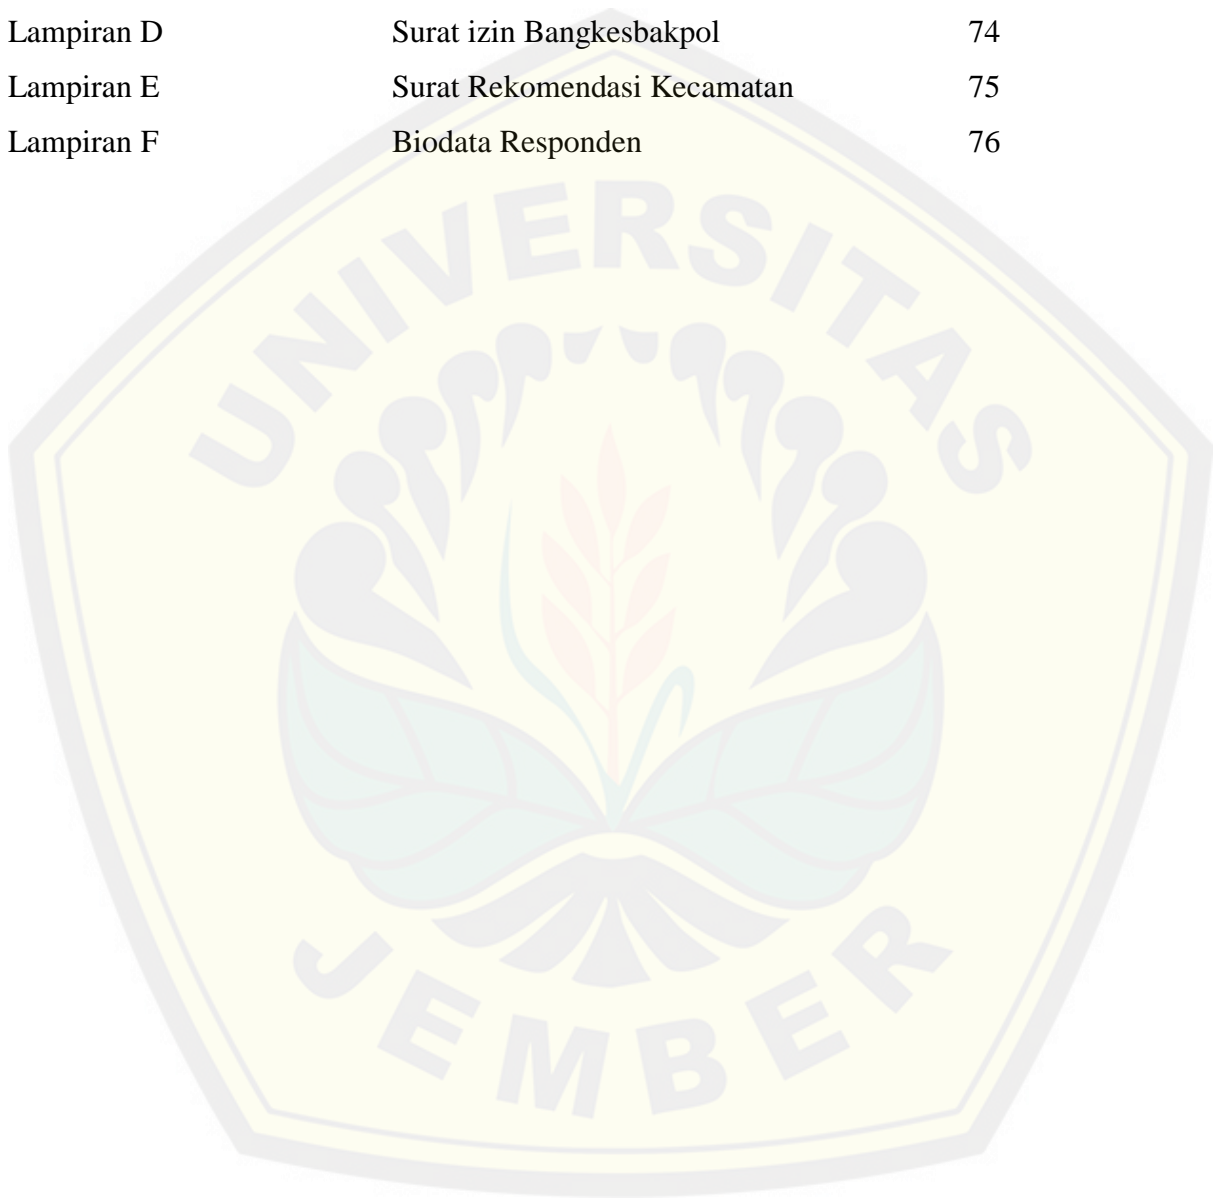 Lampiran D Surat izin Bangkesbakpol 74
Lampiran E Surat Rekomendasi Kecamatan 75
Lampiran F Biodata Responden 76
UNIVERSITAS
JEMBER